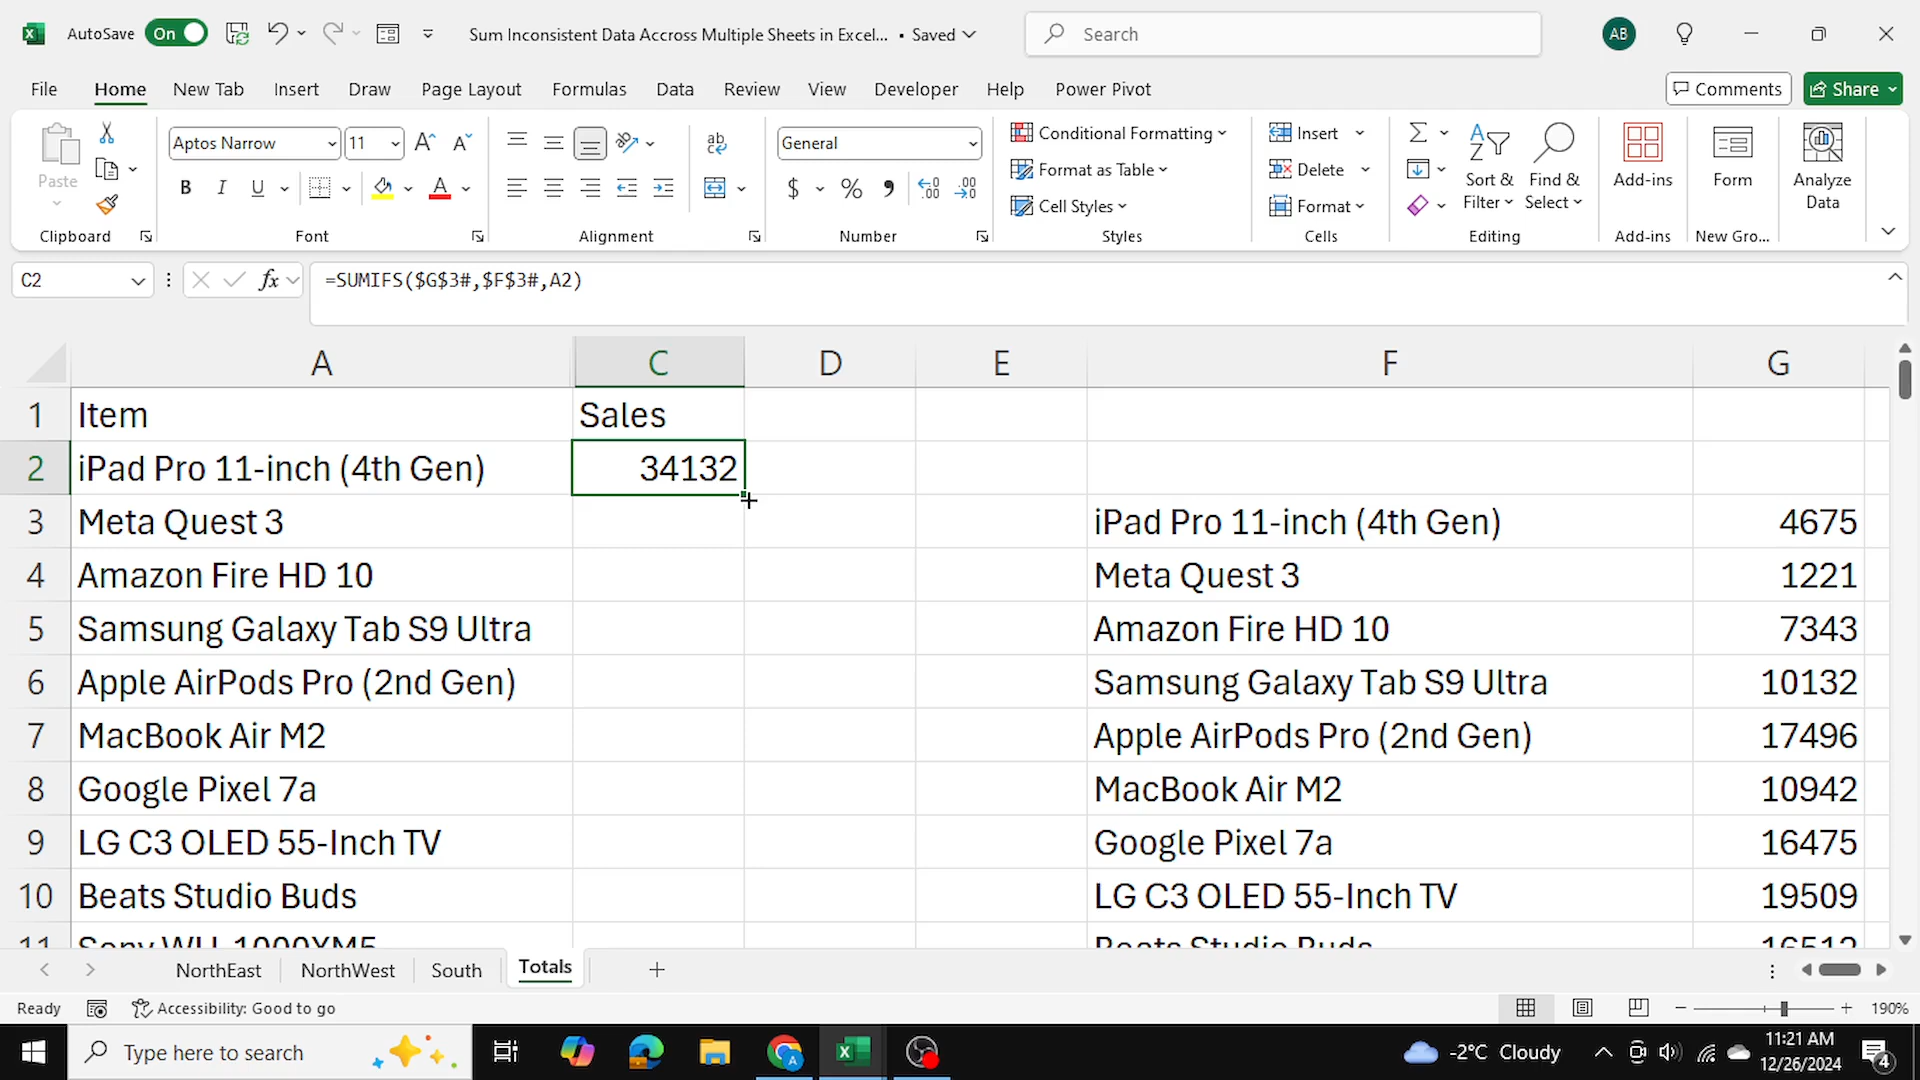 AutoSave On Sum Inconsistent Data Accross Multiple Sheets in Excel... • Saved Search AB
File Home New Tab Insert Draw Page Layout Formulas Data Review View Developer Help Power Pivot Comments Share
Paste Aptos Narrow 11 General Conditional Formatting Insert Sort & Find & Add-ins Form Analyze
Format as Table Delete Filter Select Data
B I U Cell Styles Format
Clipboard Font Alignment Number Styles Cells Editing Add-ins New Gro...
C2 fx =SUMIFS($G$3#,$F$3#,A2)
A C D E F G
1 Item Sales
2 iPad Pro 11-inch (4th Gen) 34132
3 Meta Quest 3 iPad Pro 11-inch (4th Gen) 4675
4 Amazon Fire HD 10 Meta Quest 3 1221
5 Samsung Galaxy Tab S9 Ultra Amazon Fire HD 10 7343
6 Apple AirPods Pro (2nd Gen) Samsung Galaxy Tab S9 Ultra 10132
7 MacBook Air M2 Apple AirPods Pro (2nd Gen) 17496
8 Google Pixel 7a MacBook Air M2 10942
9 LG C3 OLED 55-Inch TV Google Pixel 7a 16475
10 Beats Studio Buds LG C3 OLED 55-Inch TV 19509
11 Sony WH-1000XM5 Beats Studio Buds 16512
NorthEast NorthWest South Totals
Ready Accessibility: Good to go 190%
Type here to search -2°C Cloudy 11:21 AM
12/26/2024 4